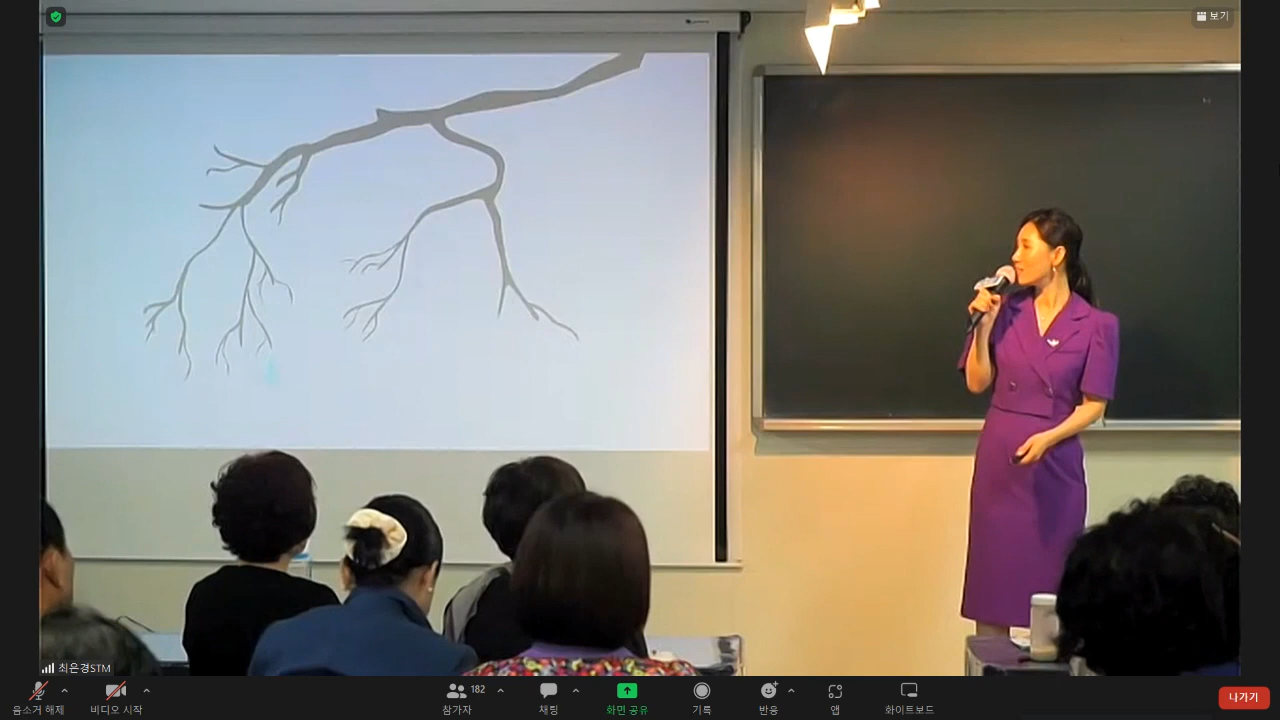 보기
최은경STM
음소거 해제
비디오 시작
참가자
182
채팅
화면 공유
기록
반응
앱
화이트보드
나가기